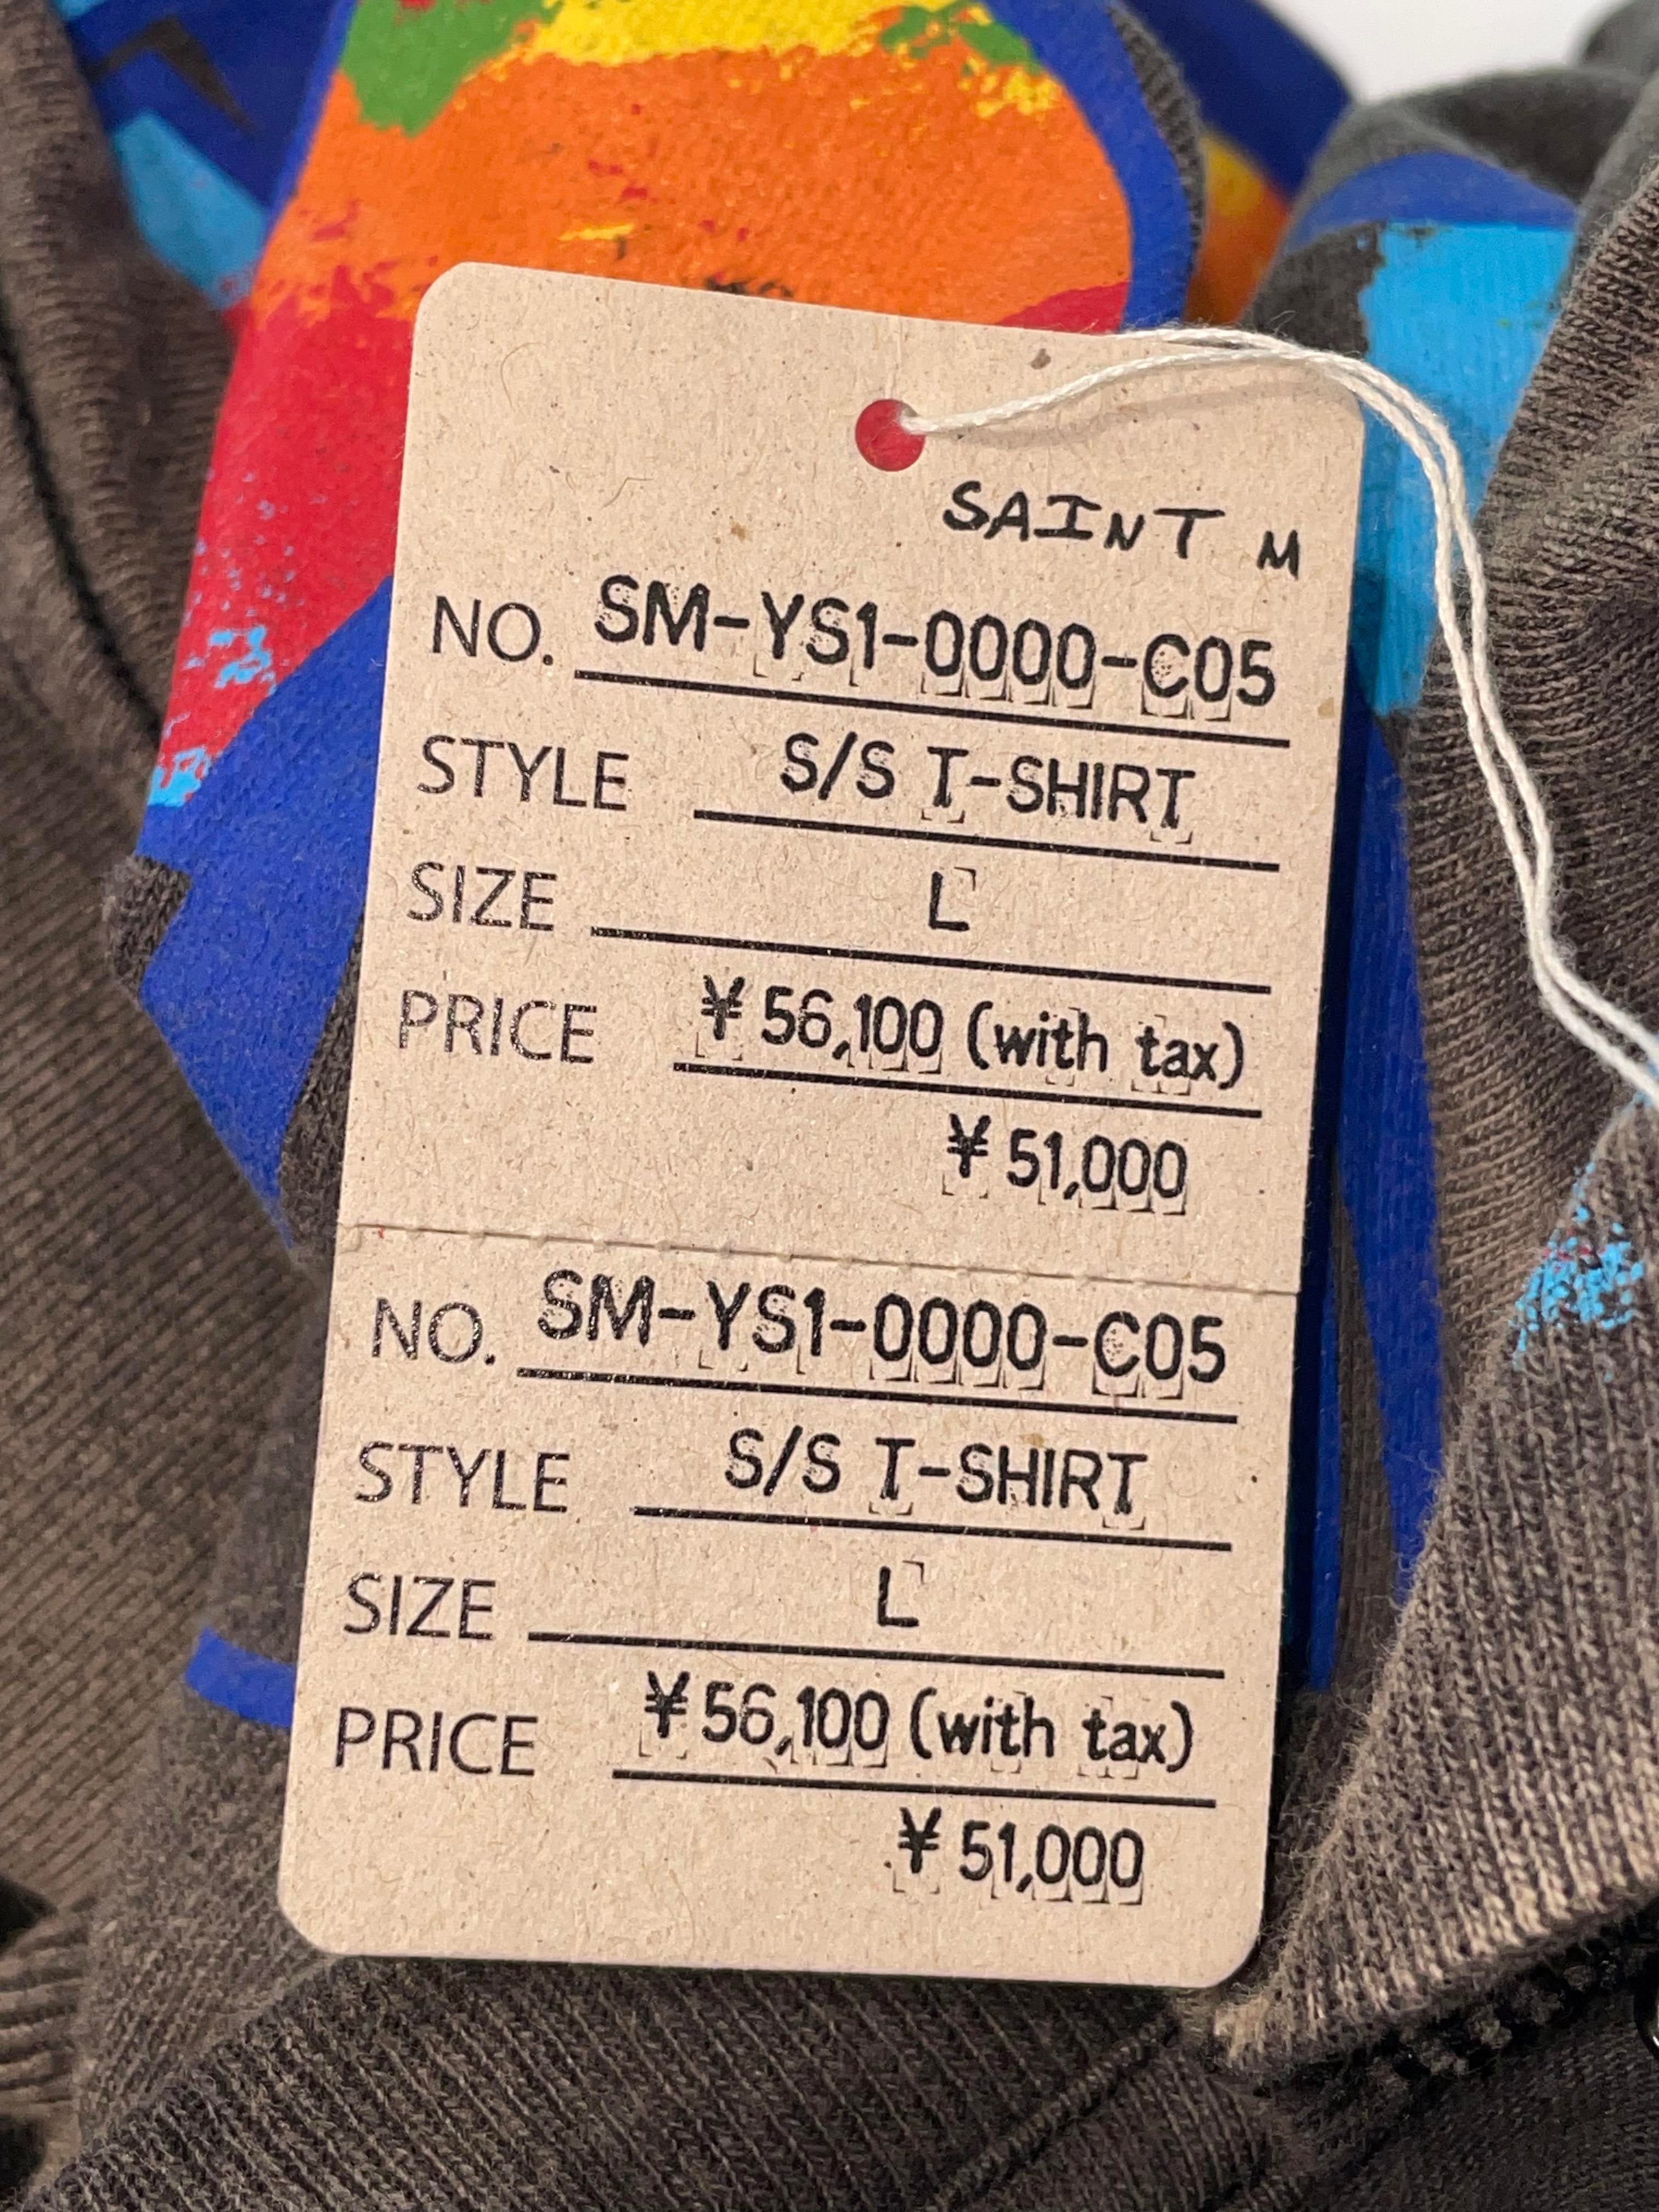 SAINT M
NO. SM-YS1-0000-C05
STYLE S/S T-SHIRT
SIZE L
PRICE ¥56,100 (with tax)
¥51,000
NO. SM-YS1-0000-C05
STYLE S/S T-SHIRT
SIZE L
PRICE ¥56,100 (with tax)
¥51,000